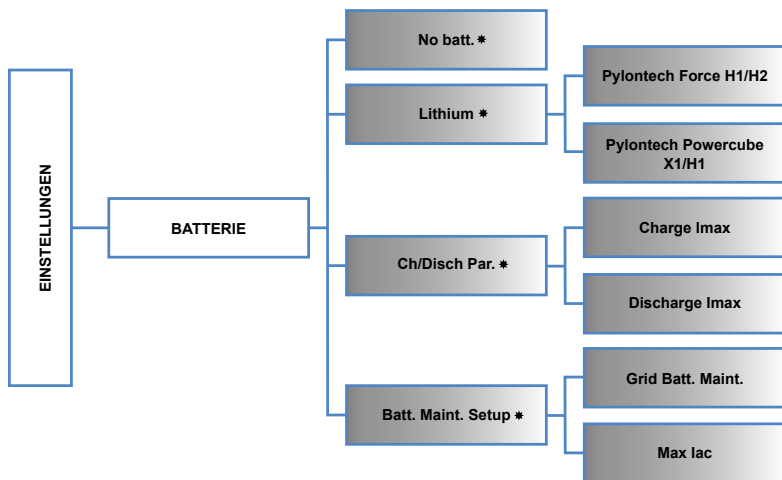 EINSTELLUNGEN
BATTERIE
No batt. *
Lithium *
Pylontech Force H1/H2
Pylontech Powercube
X1/H1
Ch/Disch Par. *
Charge Imax
Discharge Imax
Batt. Maint. Setup *
Grid Batt. Maint.
Max Iac